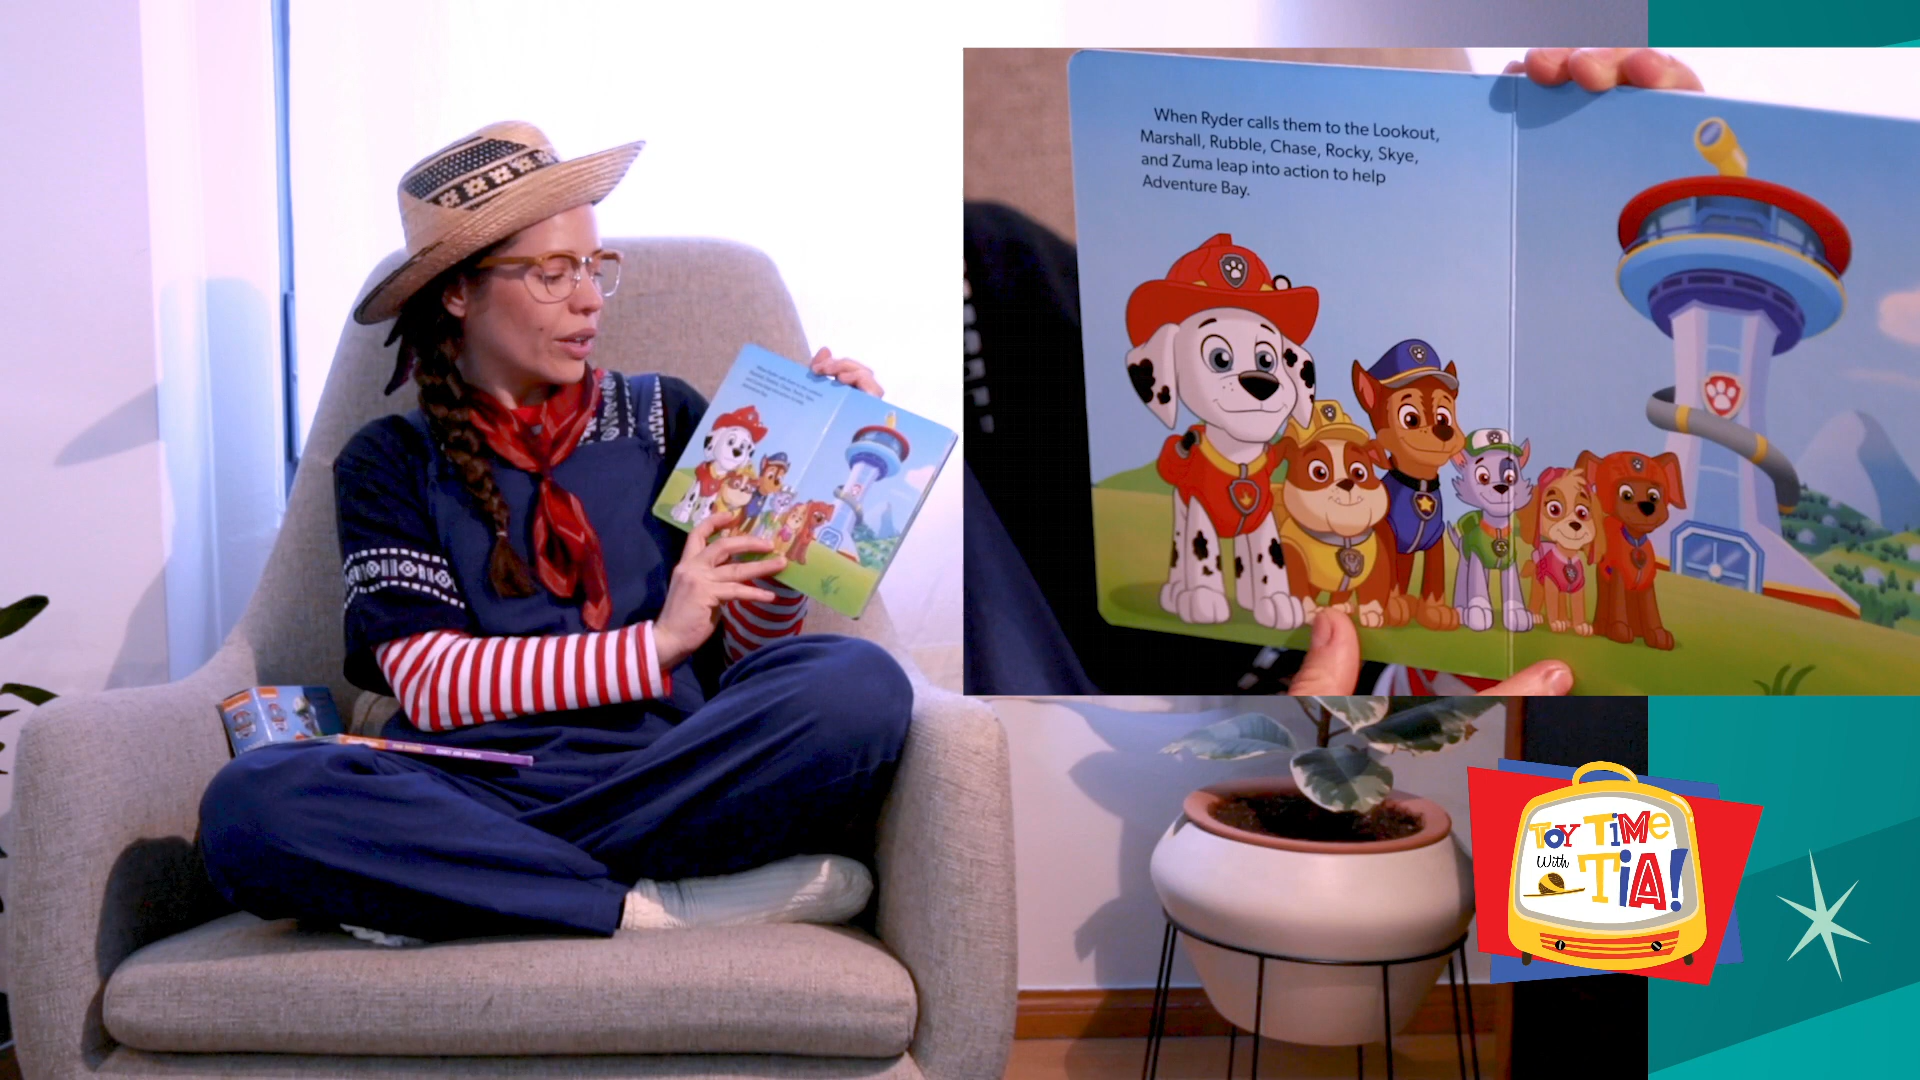 When Ryder calls them to the Lookout,
Marshall, Rubble, Chase, Rocky, Skye,
and Zuma leap into action to help
Adventure Bay.
TOY TiMe
With
TiA!